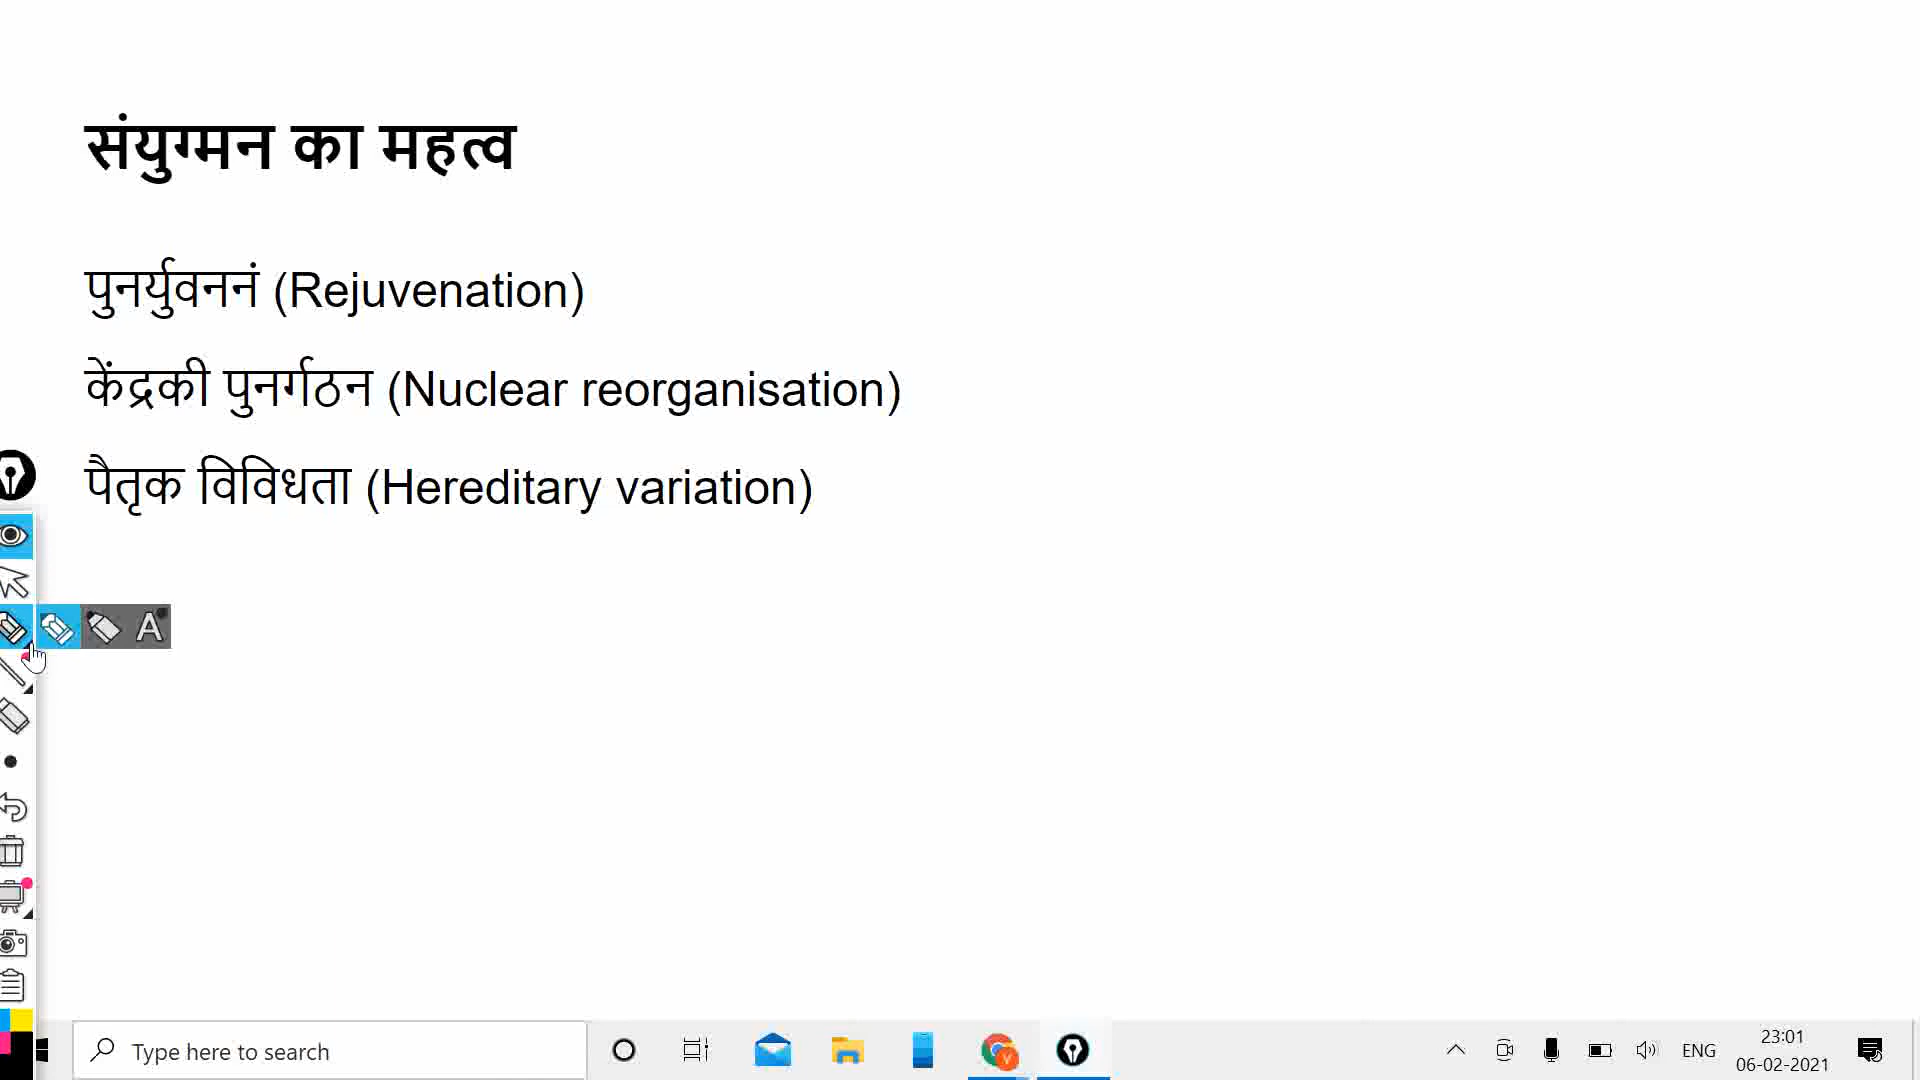 संयुग्मन का महत्व
पुनर्युवननं (Rejuvenation)
केंद्रकी पुनर्गठन (Nuclear reorganisation)
पैतृक विविधता (Hereditary variation)
A
Type here to search
V
ENG
23:01
06-02-2021